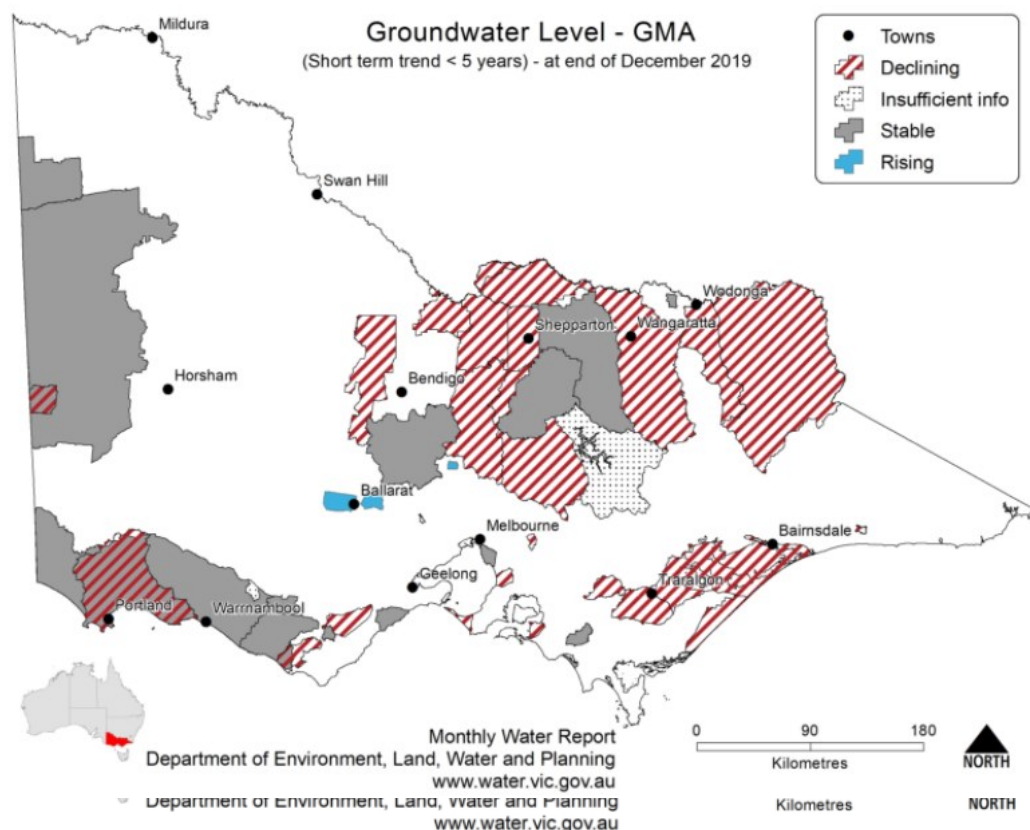 Groundwater Level - GMA
(Short term trend < 5 years) - at end of December 2019
Towns
Declining
Insufficient info
Stable
Rising
Mildura
Swan Hill
Wodonga
Shepparton
Wangaratta
Horsham
Bendigo
Ballarat
Melbourne
Bairnsdale
Geelong
Traralgon
Portland
Warrnambool
Monthly Water Report
Department of Environment, Land, Water and Planning
www.water.vic.gov.au
0 90 180
Kilometres
NORTH
Department of Environment, Land, Water and Planning
www.water.vic.gov.au
Kilometres
NORTH